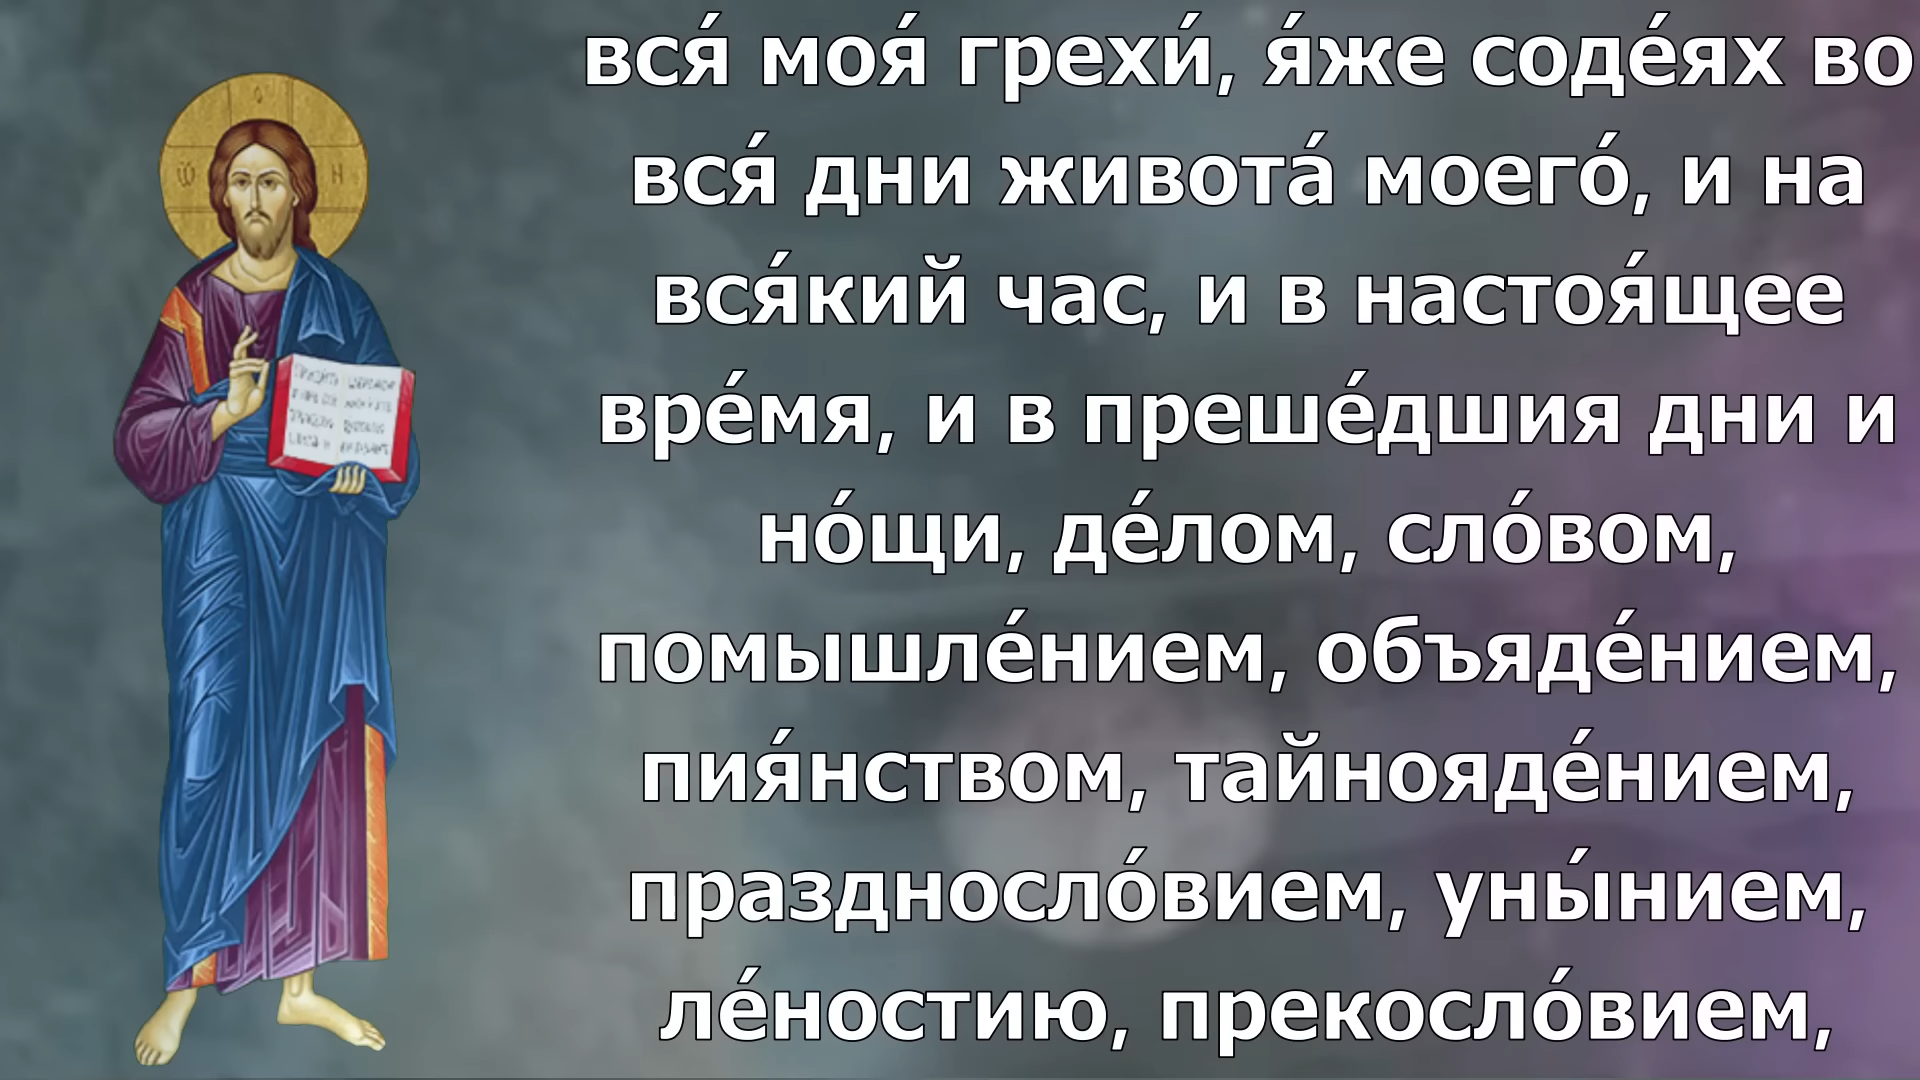 вся́ моя́ грехи́, я́же соде́ях во
вся́ дни живота́ моего́, и на
вся́кий час, и в настоя́щее
вре́мя, и в преше́дшия дни и
но́щи, де́лом, сло́вом,
помышле́нием, объяде́нием,
пия́нством, тайнояде́нием,
праздносло́вием, уны́нием,
ле́ностию, прекосло́вием,